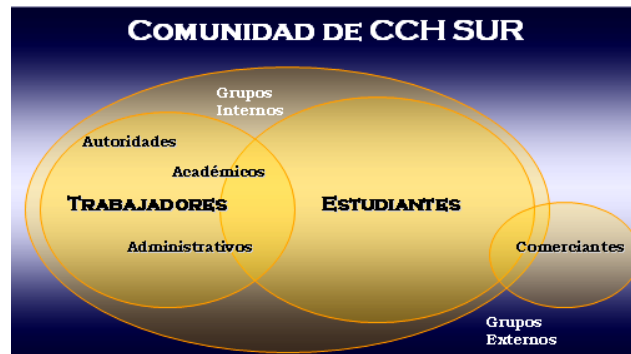 COMUNIDAD DE CCH SUR
Grupos
Internos
Autoridades
Académicos
TRABAJADORES
ESTUDIANTES
Administrativos
Comerciantes
Grupos
Externos